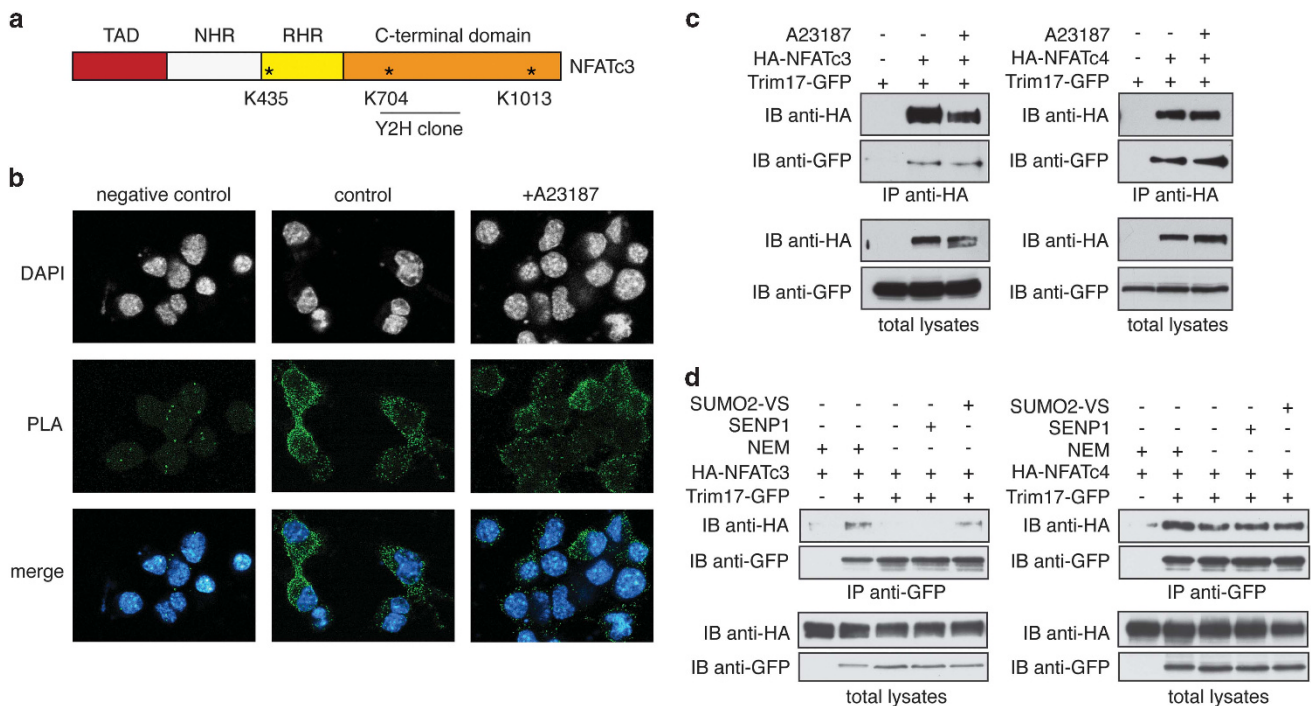 a
TAD NHR RHR C-terminal domain
* * * NFATc3
K435 K704 K1013
Y2H clone
b
negative control control +A23187
DAPI
PLA
merge
c
A23187 - - +
HA-NFATc3 - + +
Trim17-GFP + + +
IB anti-HA
IB anti-GFP
IP anti-HA
IB anti-HA
IB anti-GFP
total lysates
A23187 - - +
HA-NFATc4 - + +
Trim17-GFP + + +
IB anti-HA
IB anti-GFP
IP anti-HA
IB anti-HA
IB anti-GFP
total lysates
d
SUMO2-VS - - - - +
SENP1 - - - + -
NEM + + - - -
HA-NFATc3 + + + + +
Trim17-GFP - + + + +
IB anti-HA
IB anti-GFP
IP anti-GFP
IB anti-HA
IB anti-GFP
total lysates
SUMO2-VS - - - - +
SENP1 - - - + -
NEM + + - - -
HA-NFATc4 + + + + +
Trim17-GFP - + + + +
IB anti-HA
IB anti-GFP
IP anti-GFP
IB anti-HA
IB anti-GFP
total lysates